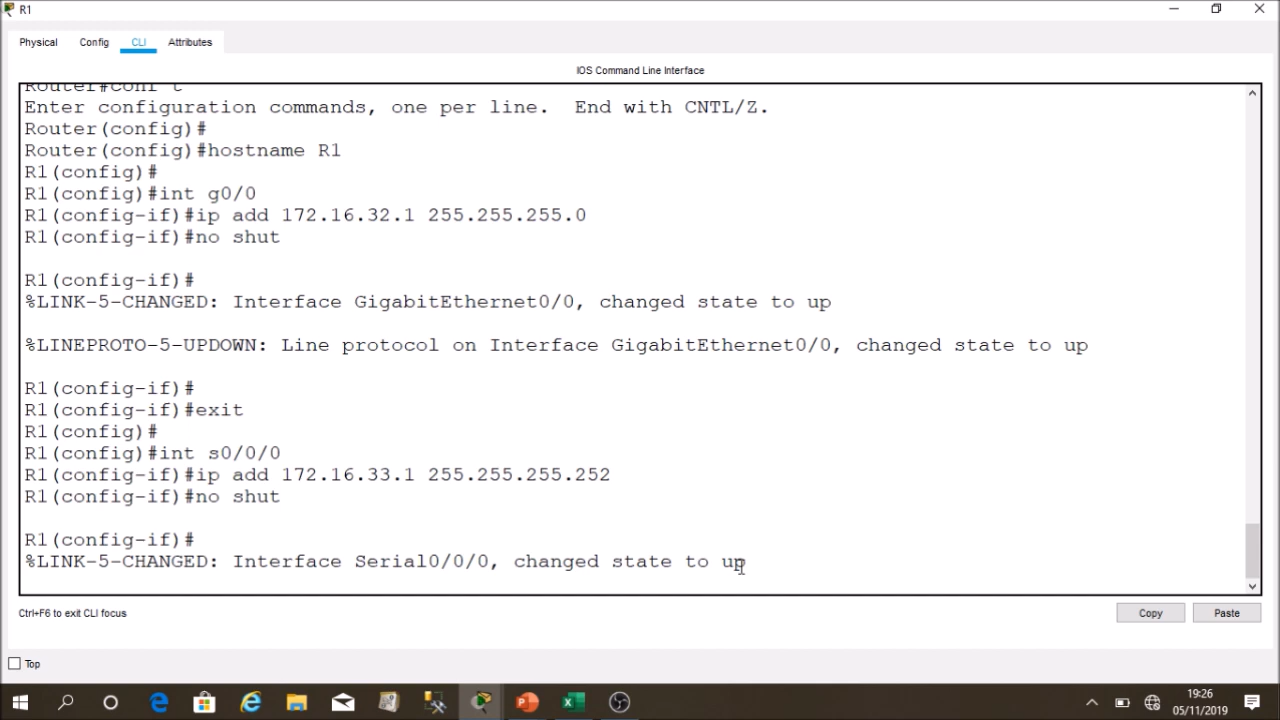 R1
Physical Config CLI Attributes
IOS Command Line Interface
Router#conf t
Enter configuration commands, one per line.  End with CNTL/Z.
Router(config)#
Router(config)#hostname R1
R1(config)#
R1(config)#int g0/0
R1(config-if)#ip add 172.16.32.1 255.255.255.0
R1(config-if)#no shut
R1(config-if)#
%LINK-5-CHANGED: Interface GigabitEthernet0/0, changed state to up
%LINEPROTO-5-UPDOWN: Line protocol on Interface GigabitEthernet0/0, changed state to up
R1(config-if)#
R1(config-if)#exit
R1(config)#
R1(config)#int s0/0/0
R1(config-if)#ip add 172.16.33.1 255.255.255.252
R1(config-if)#no shut
R1(config-if)#
%LINK-5-CHANGED: Interface Serial0/0/0, changed state to up
Ctrl+F6 to exit CLI focus
Copy Paste
Top
19:26
05/11/2019